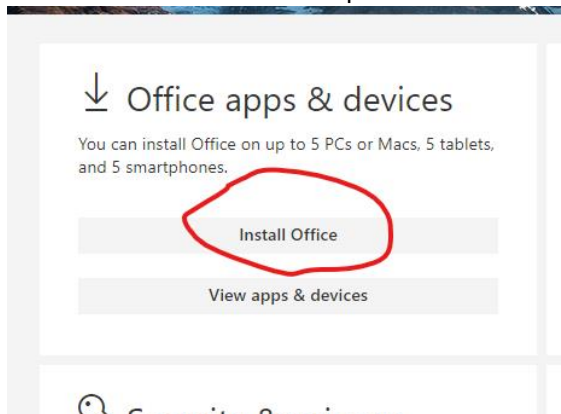 Office apps & devices
You can install Office on up to 5 PCs or Macs, 5 tablets,
and 5 smartphones.
Install Office
View apps & devices